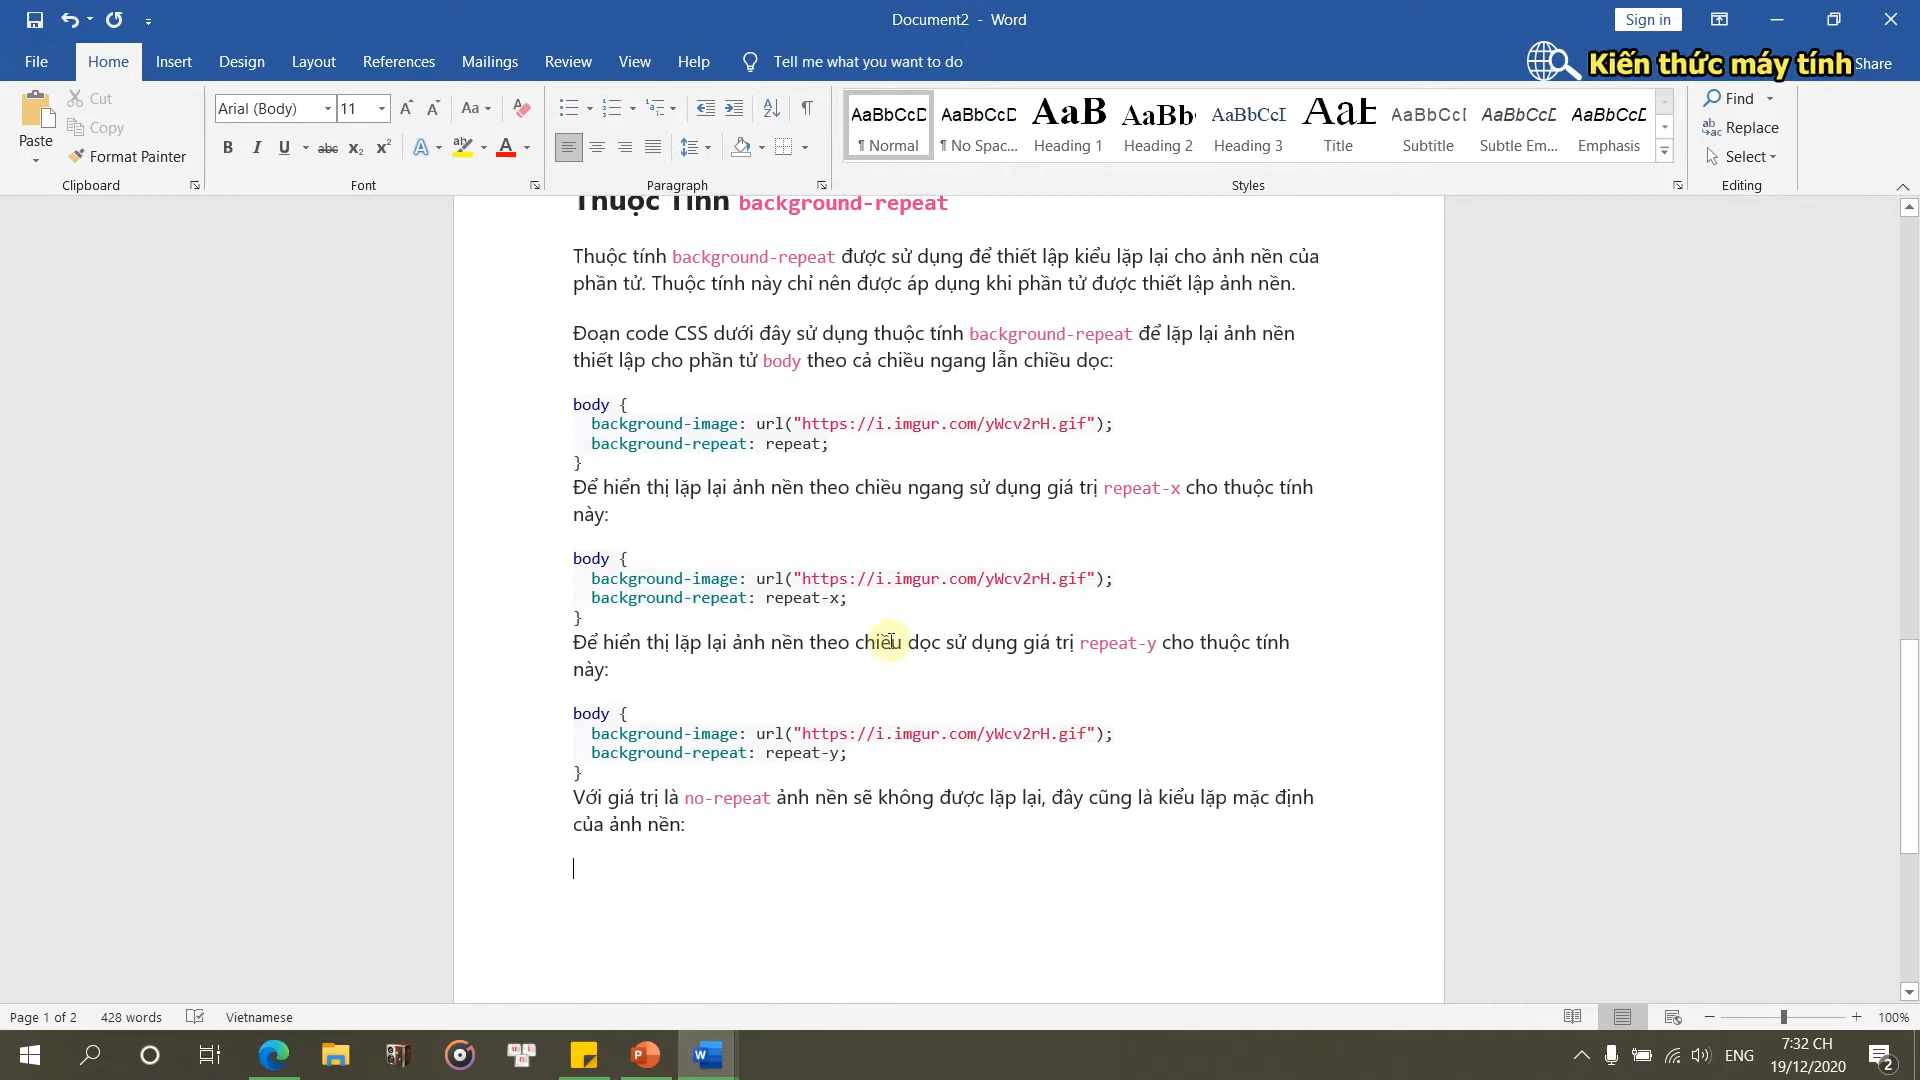 Document2 - Word
Sign in
File Home Insert Design Layout References Mailings Review View Help Tell me what you want to do
Kiến thức máy tính
Share
Paste
Cut
Copy
Format Painter
Clipboard
Arial (Body) 11
Font
Paragraph
AaBbCcD AaBbCcD AaB AaBb AaBbCcD AaB AaBbCcD AaBbCcD AaBbCcD
¶ Normal ¶ No Spac... Heading 1 Heading 2 Heading 3 Title Subtitle Subtle Em... Emphasis
Styles
Find
Replace
Select
Editing
Thuộc Tính background-repeat
Thuộc tính background-repeat được sử dụng để thiết lập kiểu lặp lại cho ảnh nền của
phần tử. Thuộc tính này chỉ nên được áp dụng khi phần tử được thiết lập ảnh nền.
Đoạn code CSS dưới đây sử dụng thuộc tính background-repeat để lặp lại ảnh nền
thiết lập cho phần tử body theo cả chiều ngang lẫn chiều dọc:
body {
background-image: url("https://i.imgur.com/yWcv2rH.gif");
background-repeat: repeat;
}
Để hiển thị lặp lại ảnh nền theo chiều ngang sử dụng giá trị repeat-x cho thuộc tính
này:
body {
background-image: url("https://i.imgur.com/yWcv2rH.gif");
background-repeat: repeat-x;
}
Để hiển thị lặp lại ảnh nền theo chiều dọc sử dụng giá trị repeat-y cho thuộc tính
này:
body {
background-image: url("https://i.imgur.com/yWcv2rH.gif");
background-repeat: repeat-y;
}
Với giá trị là no-repeat ảnh nền sẽ không được lặp lại, đây cũng là kiểu lặp mặc định
của ảnh nền:
Page 1 of 2 428 words Vietnamese
100%
ENG
7:32 CH
19/12/2020
2